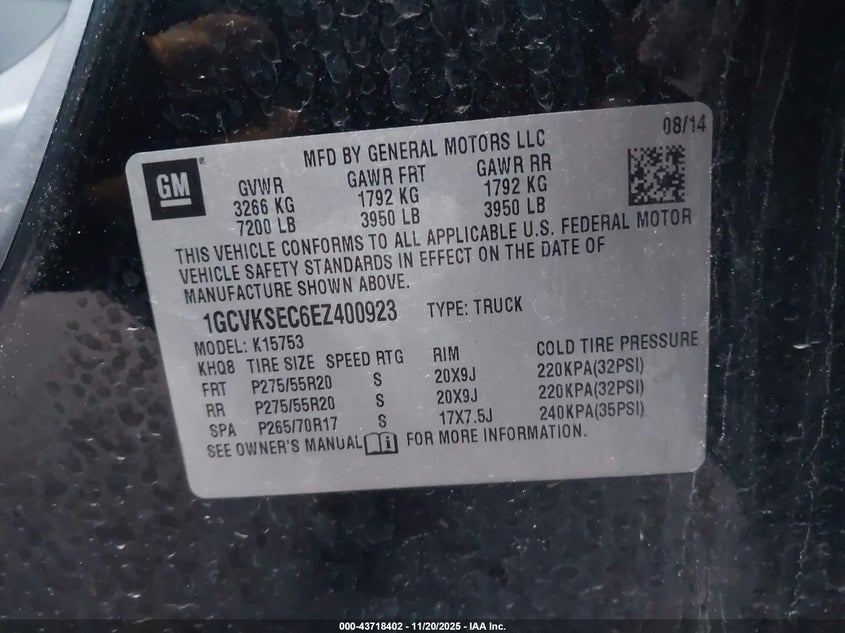 08/14
MFD BY GENERAL MOTORS LLC
GM®
GVWR GAWR FRT GAWR RR
3266 KG 1792 KG 1792 KG
7200 LB 3950 LB 3950 LB
THIS VEHICLE CONFORMS TO ALL APPLICABLE U.S. FEDERAL MOTOR
VEHICLE SAFETY STANDARDS IN EFFECT ON THE DATE OF
MANUFACTURE SHOWN ABOVE.
1GCVKSEC6EZ400923 TYPE: TRUCK
MODEL: K15753
KHQ8 TIRE SIZE SPEED RTG RIM COLD TIRE PRESSURE
FRT P275/55R20 S 20X9J 220KPA(32PSI)
RR P275/55R20 S 20X9J 220KPA(32PSI)
SPA P265/70R17 S 17X7.5J 240KPA(35PSI)
SEE OWNER'S MANUAL FOR MORE INFORMATION.
000-43718402 - 11/20/2025 - IAA Inc.